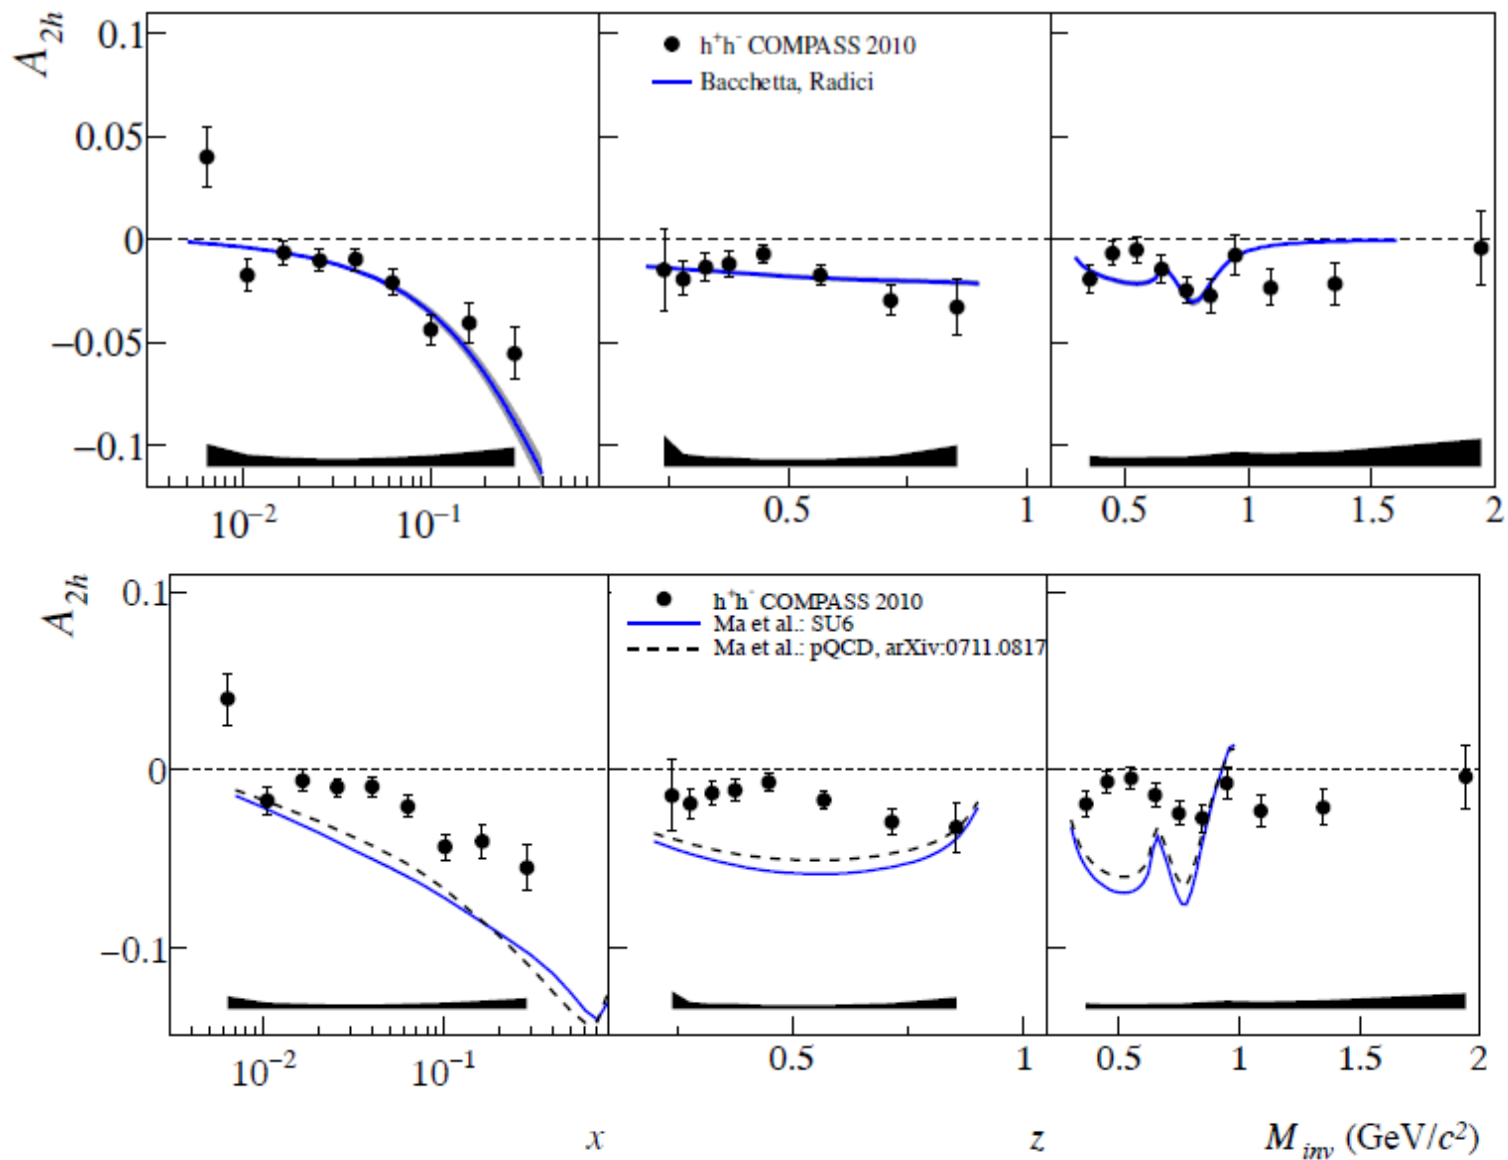 A2h
0.1
0.05
0
−0.05
−0.1
h+h- COMPASS 2010
Bacchetta, Radici
10−2 10−1 0.5 1 0.5 1 1.5 2
A2h
0.1
0
−0.1
h+h- COMPASS 2010
Ma et al.: SU6
Ma et al.: pQCD, arXiv:0711.0817
10−2 10−1 0.5 1 0.5 1 1.5 2
x z Minv (GeV/c2)